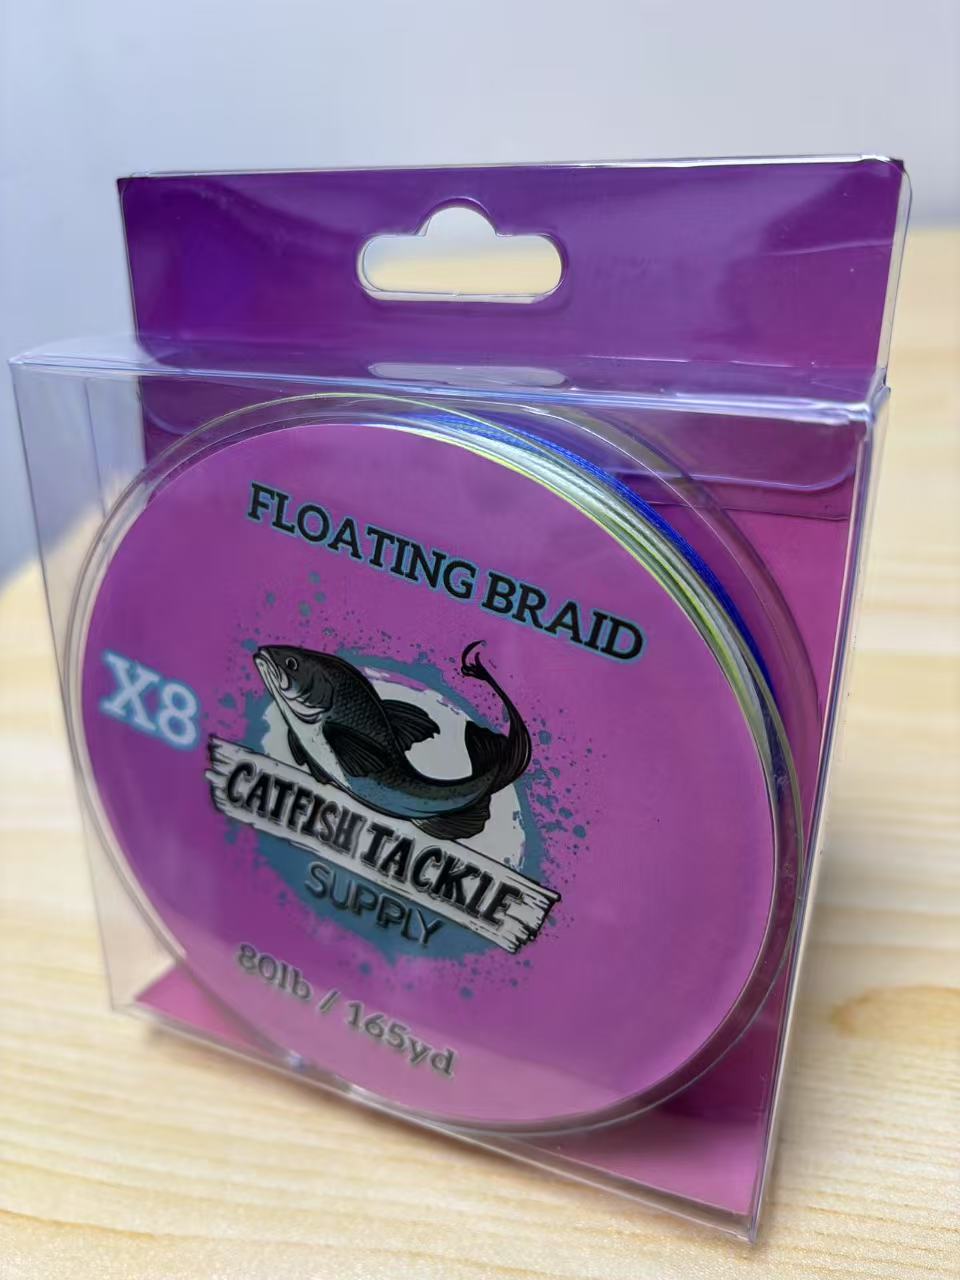 FLOATING BRAID
X8
CATFISH TACKLE
SUPPLY
80lb / 165yd